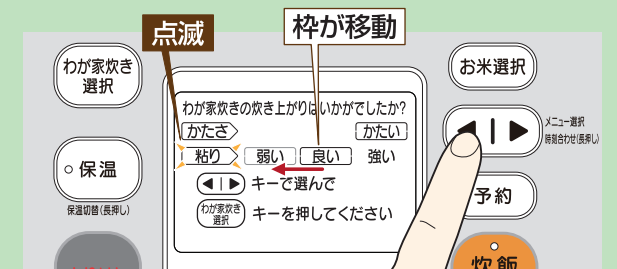 点滅
枠が移動
わが家炊き
選択
お米選択
わが家炊きの炊き上がりはいかがでしたか?
かたさ かたい
粘り 弱い 良い 強い
◀|▶ キーで選んで
わが家炊き
選択 キーを押してください
◀|▶
メニュー選択
時刻合わせ(長押し)
保温
保温切替(長押し)
予約
炊飯